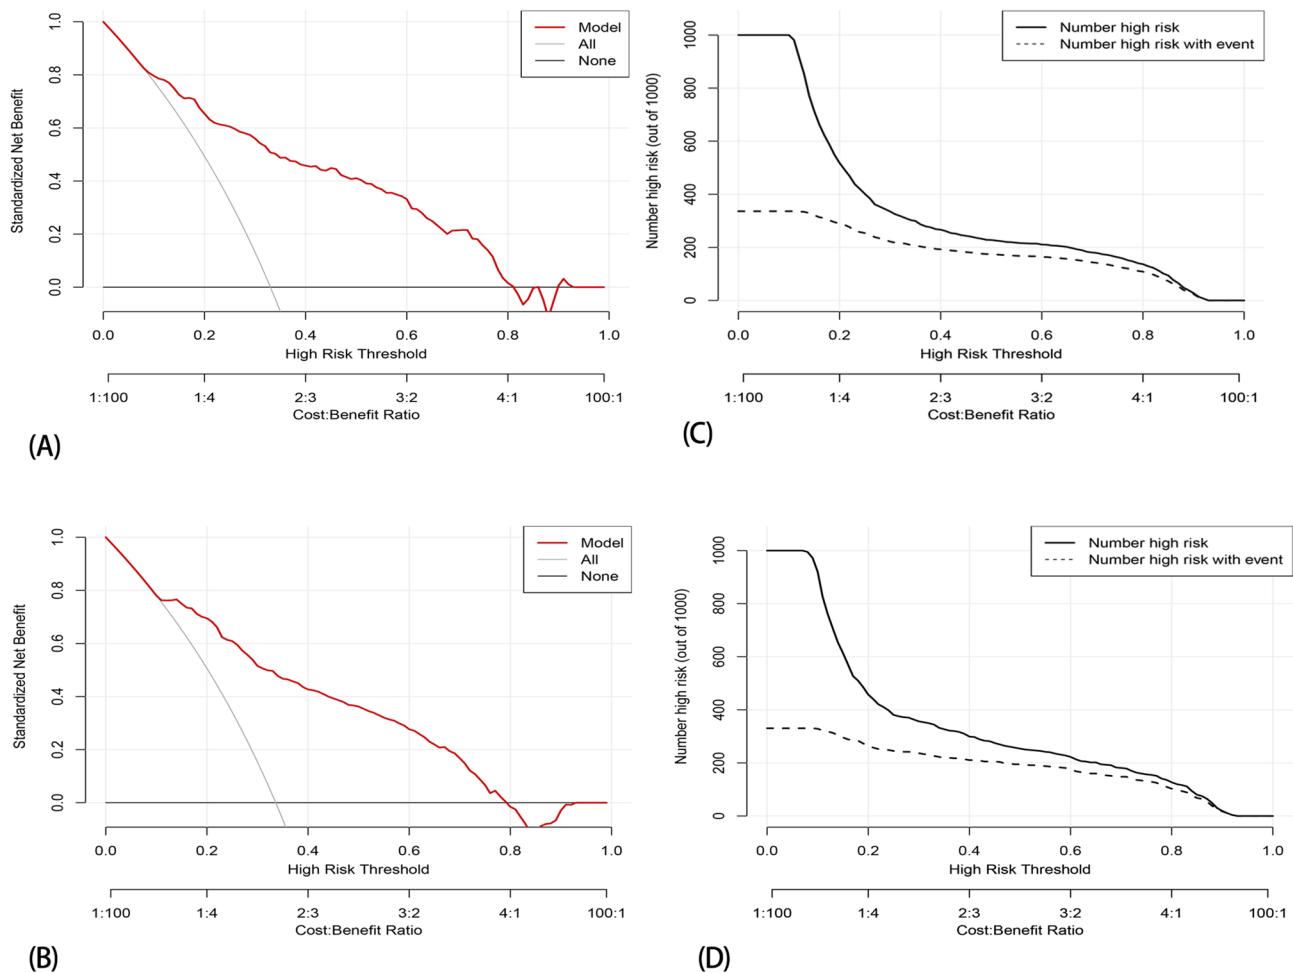 Model
All
None
Standardized Net Benefit
1.0
0.8
0.6
0.4
0.2
0.0
0.0 0.2 0.4 0.6 0.8 1.0
High Risk Threshold
1:100 1:4 2:3 3:2 4:1 100:1
Cost:Benefit Ratio
(A)
Number high risk
Number high risk with event
Number high risk (out of 1000)
1000
800
600
400
200
0
0.0 0.2 0.4 0.6 0.8 1.0
High Risk Threshold
1:100 1:4 2:3 3:2 4:1 100:1
Cost:Benefit Ratio
(C)
Model
All
None
Standardized Net Benefit
1.0
0.8
0.6
0.4
0.2
0.0
0.0 0.2 0.4 0.6 0.8 1.0
High Risk Threshold
1:100 1:4 2:3 3:2 4:1 100:1
Cost:Benefit Ratio
(B)
Number high risk
Number high risk with event
Number high risk (out of 1000)
1000
800
600
400
200
0
0.0 0.2 0.4 0.6 0.8 1.0
High Risk Threshold
1:100 1:4 2:3 3:2 4:1 100:1
Cost:Benefit Ratio
(D)